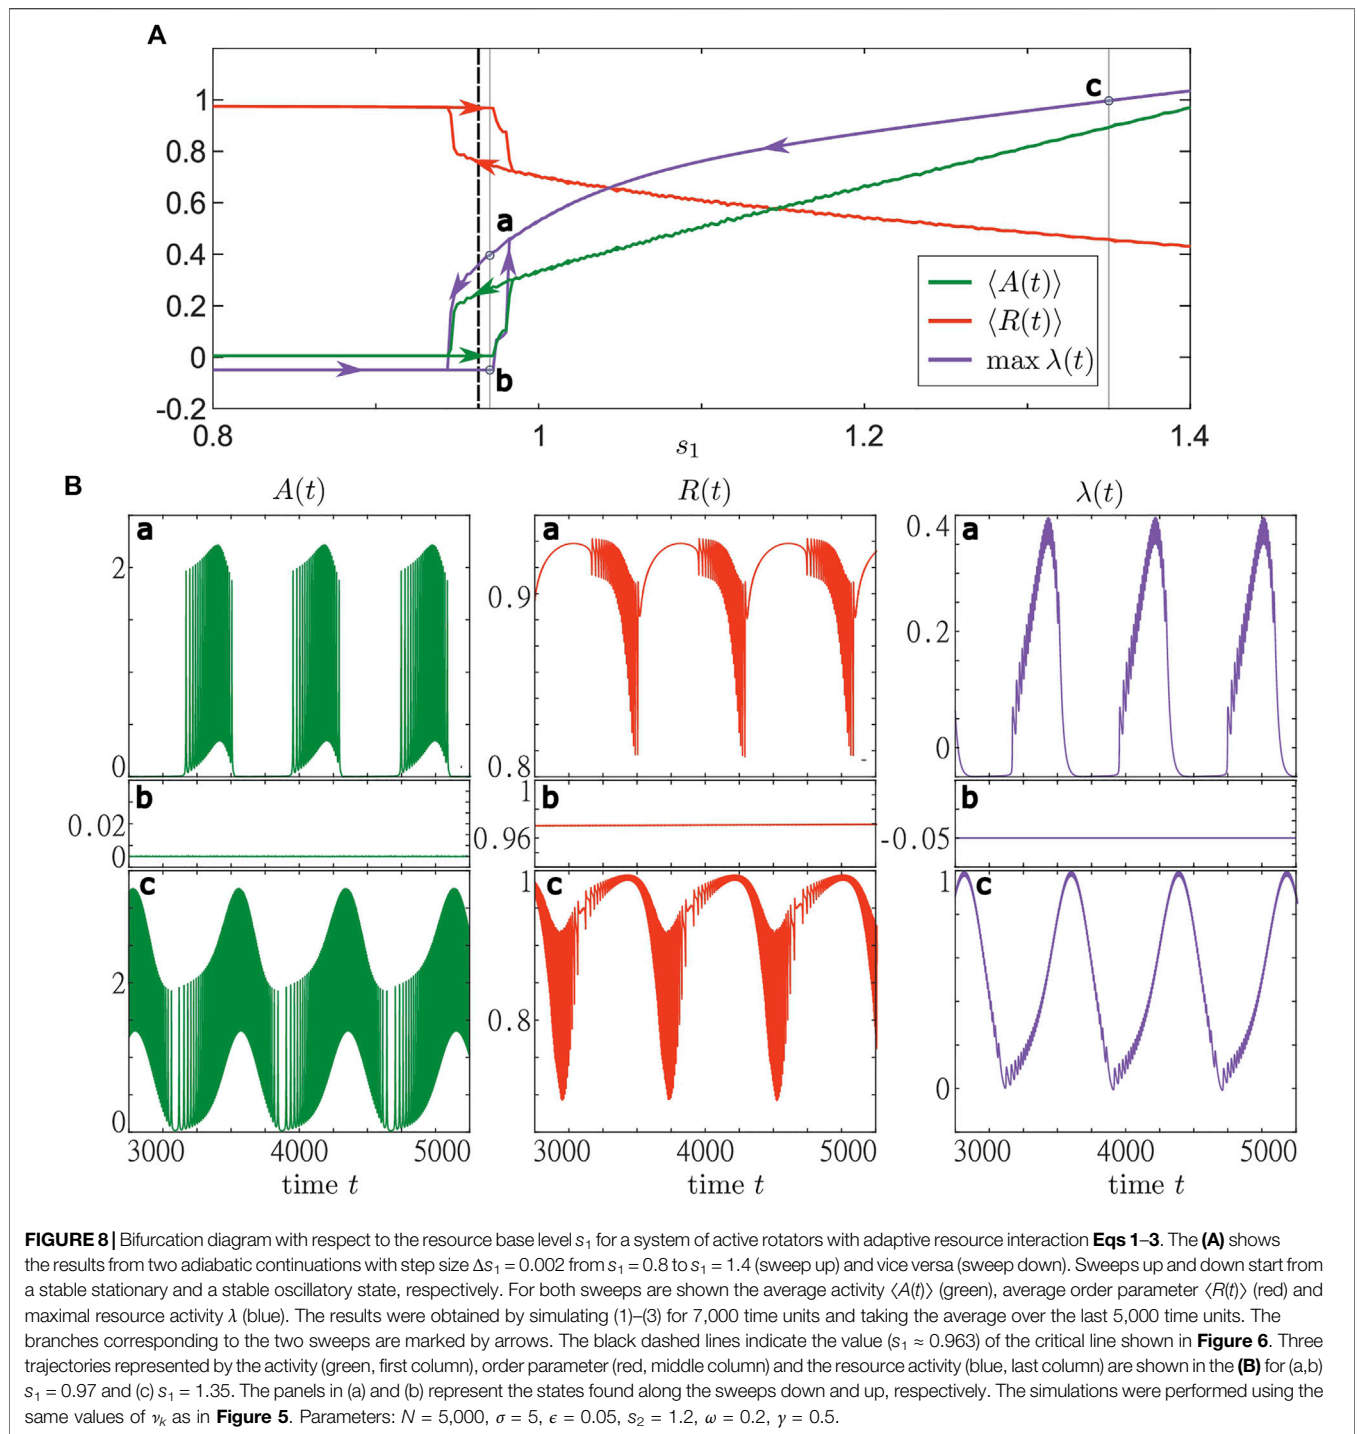 A
1
0.8
0.6
0.4
0.2
0
-0.2
c
a
b
⟨A(t)⟩
⟨R(t)⟩
max λ(t)
0.8
1
1.2
1.4
s₁
B
A(t)
R(t)
λ(t)
a
2
0
a
0.9
0.8
a
0.4
0.2
0
b
0.02
0
b
1
0.96
b
-0.05
c
2
0
c
1
0.8
c
1
0
3000 4000 5000
3000 4000 5000
3000 4000 5000
time t
time t
time t
FIGURE 8 | Bifurcation diagram with respect to the resource base level s₁ for a system of active rotators with adaptive resource interaction Eqs 1–3. The (A) shows
the results from two adiabatic continuations with step size Δs₁ = 0.002 from s₁ = 0.8 to s₁ = 1.4 (sweep up) and vice versa (sweep down). Sweeps up and down start from
a stable stationary and a stable oscillatory state, respectively. For both sweeps are shown the average activity ⟨A(t)⟩ (green), average order parameter ⟨R(t)⟩ (red) and
maximal resource activity λ (blue). The results were obtained by simulating (1)–(3) for 7,000 time units and taking the average over the last 5,000 time units. The
branches corresponding to the two sweeps are marked by arrows. The black dashed lines indicate the value (s₁ ≈ 0.963) of the critical line shown in Figure 6. Three
trajectories represented by the activity (green, first column), order parameter (red, middle column) and the resource activity (blue, last column) are shown in the (B) for (a,b)
s₁ = 0.97 and (c) s₁ = 1.35. The panels in (a) and (b) represent the states found along the sweeps down and up, respectively. The simulations were performed using the
same values of νₖ as in Figure 5. Parameters: N = 5,000, σ = 5, ϵ = 0.05, s₂ = 1.2, ω = 0.2, γ = 0.5.